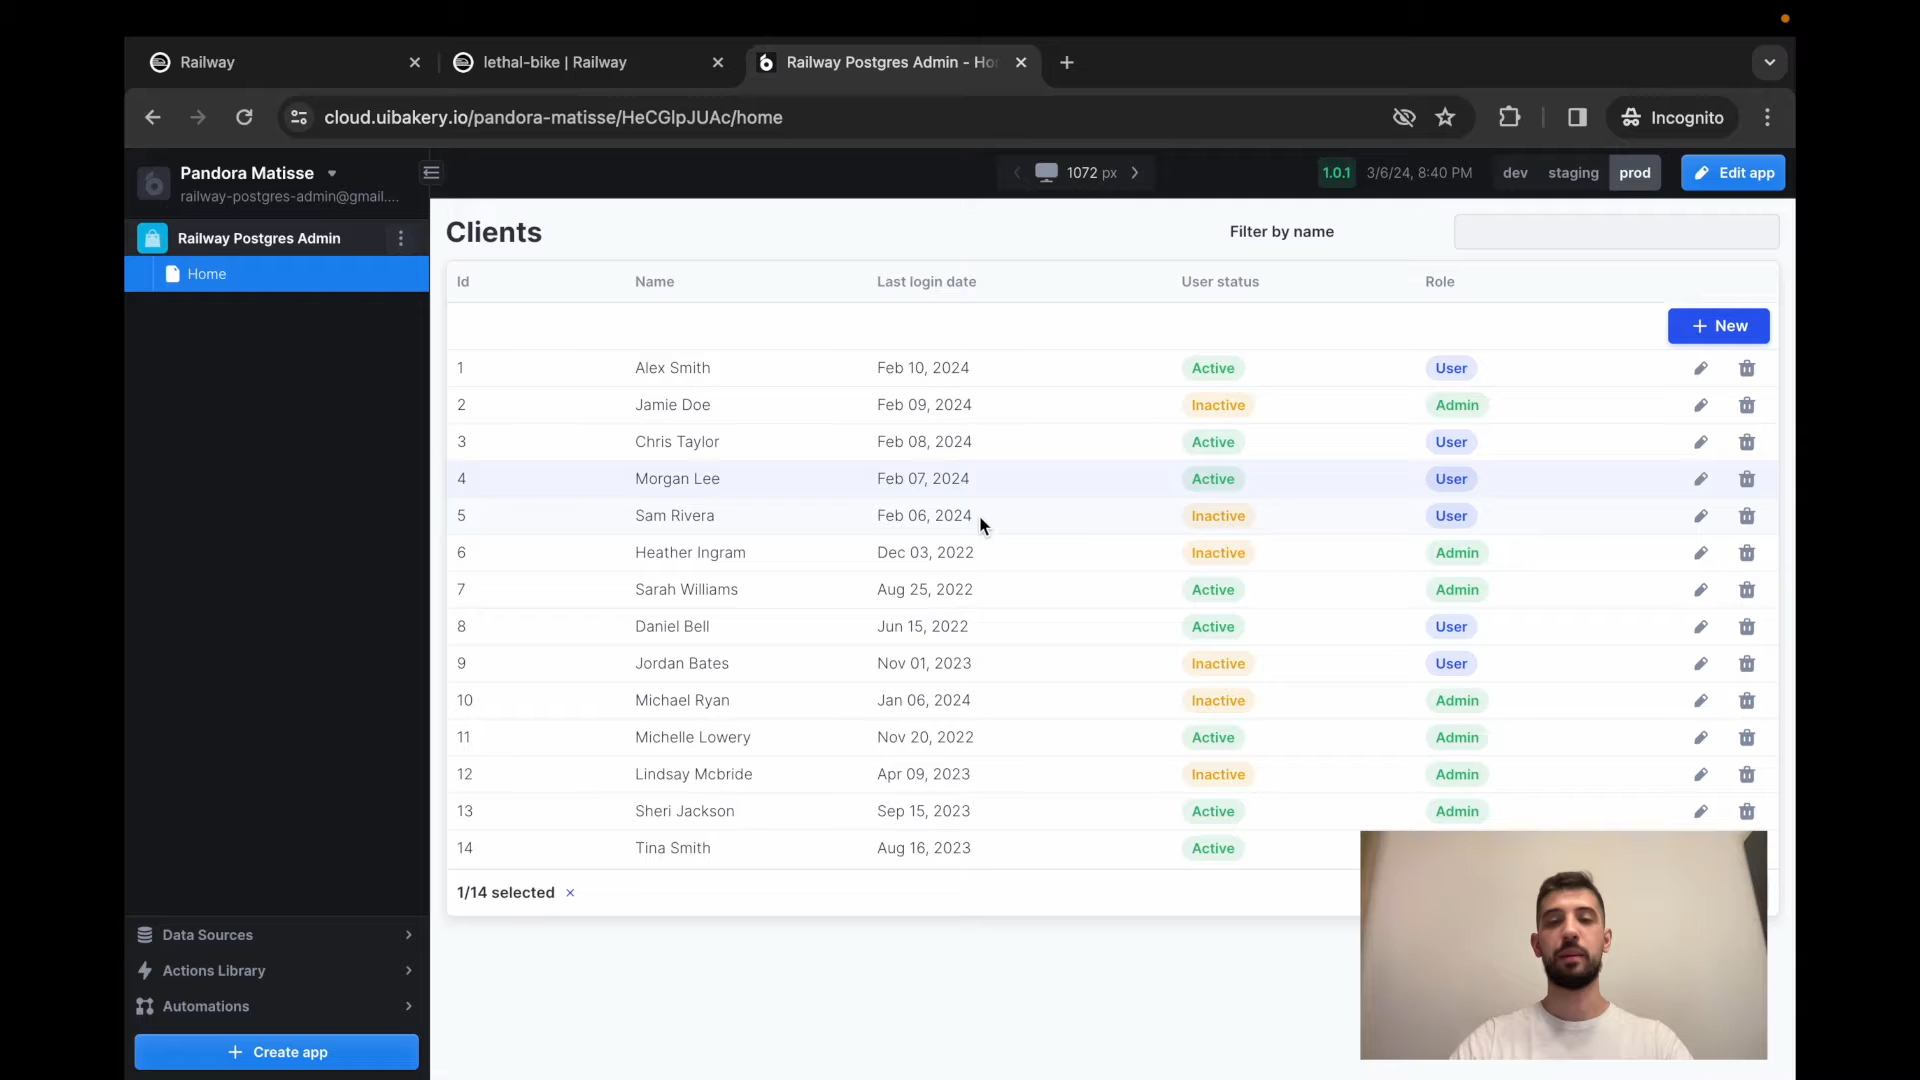 Railway
lethal-bike | Railway
Railway Postgres Admin - Ho
cloud.uibakery.io/pandora-matisse/HeCGlpJUAc/home
Incognito
Pandora Matisse
railway-postgres-admin@gmail....
1072 px
1.0.1 3/6/24, 8:40 PM
dev staging prod
Edit app
Railway Postgres Admin
Home
Clients
Filter by name
Id Name Last login date User status Role
+ New
1 Alex Smith Feb 10, 2024 Active User
2 Jamie Doe Feb 09, 2024 Inactive Admin
3 Chris Taylor Feb 08, 2024 Active User
4 Morgan Lee Feb 07, 2024 Active User
5 Sam Rivera Feb 06, 2024 Inactive User
6 Heather Ingram Dec 03, 2022 Inactive Admin
7 Sarah Williams Aug 25, 2022 Active Admin
8 Daniel Bell Jun 15, 2022 Active User
9 Jordan Bates Nov 01, 2023 Inactive User
10 Michael Ryan Jan 06, 2024 Inactive Admin
11 Michelle Lowery Nov 20, 2022 Active Admin
12 Lindsay Mcbride Apr 09, 2023 Inactive Admin
13 Sheri Jackson Sep 15, 2023 Active Admin
14 Tina Smith Aug 16, 2023 Active
1/14 selected ×
Data Sources
Actions Library
Automations
+ Create app